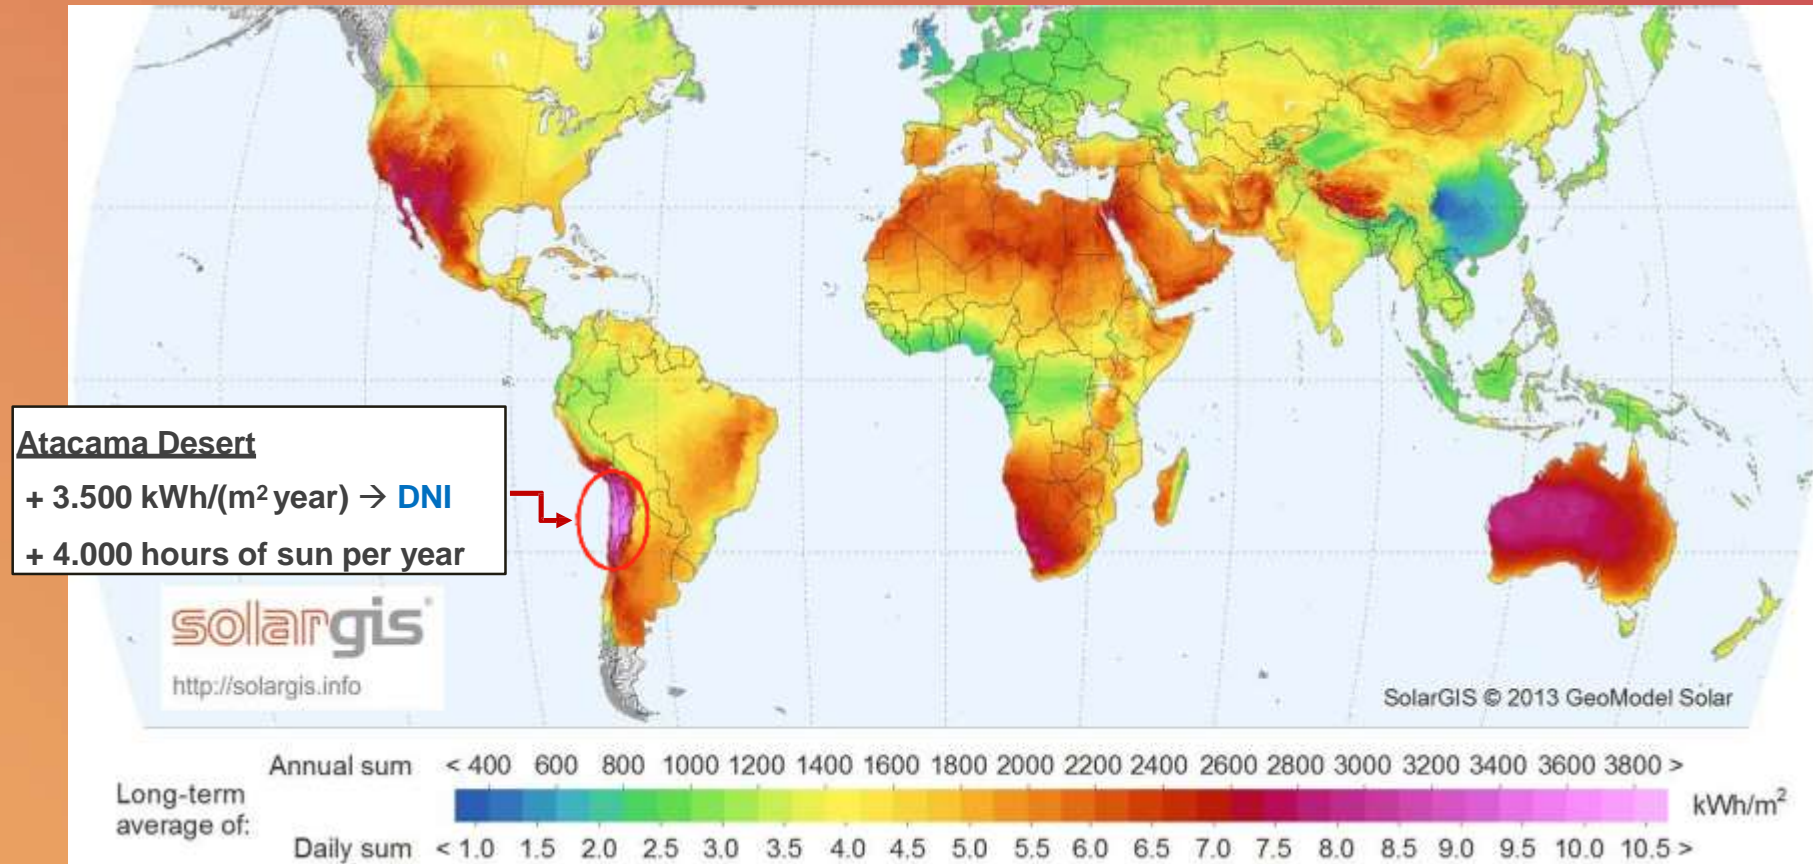 Atacama Desert
+ 3.500 kWh/(m² year) → DNI
+ 4.000 hours of sun per year
solargis
http://solargis.info
SolarGIS © 2013 GeoModel Solar
Annual sum < 400 600 800 1000 1200 1400 1600 1800 2000 2200 2400 2600 2800 3000 3200 3400 3600 3800 >
Long-term
average of:
kWh/m²
Daily sum < 1.0 1.5 2.0 2.5 3.0 3.5 4.0 4.5 5.0 5.5 6.0 6.5 7.0 7.5 8.0 8.5 9.0 9.5 10.0 10.5 >